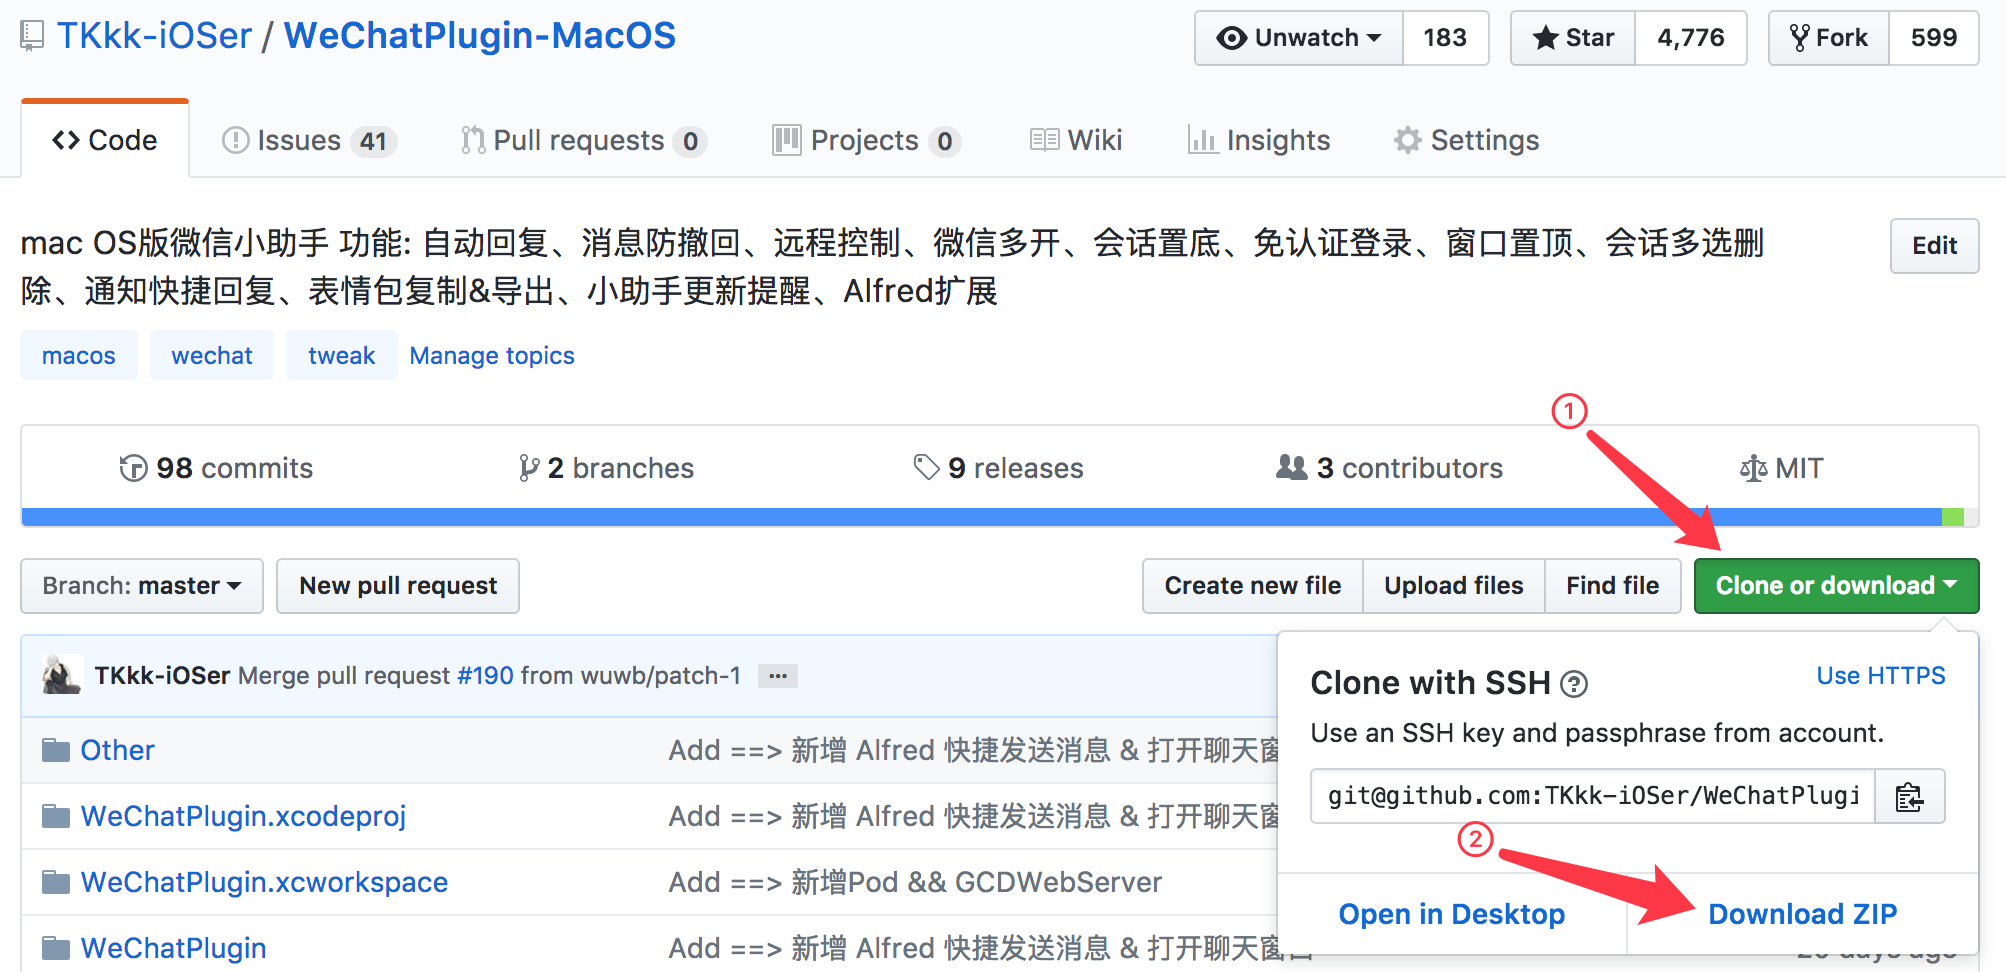 TKkk-iOSer / WeChatPlugin-MacOS
Unwatch 183 Star 4,776 Fork 599
Code Issues 41 Pull requests 0 Projects 0 Wiki Insights Settings
mac OS版微信小助手 功能: 自动回复、消息防撤回、远程控制、微信多开、会话置底、免认证登录、窗口置顶、会话多选删
除、通知快捷回复、表情包复制&导出、小助手更新提醒、Alfred扩展
Edit
macos wechat tweak Manage topics
①
98 commits 2 branches 9 releases 3 contributors MIT
Branch: master New pull request Create new file Upload files Find file Clone or download
TKkk-iOSer Merge pull request #190 from wuwb/patch-1 ...
Clone with SSH Use HTTPS
Use an SSH key and passphrase from account.
git@github.com:TKkk-iOSer/WeChatPlugi
②
Open in Desktop Download ZIP
Other Add ==> 新增 Alfred 快捷发送消息 & 打开聊天窗
WeChatPlugin.xcodeproj Add ==> 新增 Alfred 快捷发送消息 & 打开聊天窗
WeChatPlugin.xcworkspace Add ==> 新增Pod && GCDWebServer
WeChatPlugin Add ==> 新增 Alfred 快捷发送消息 & 打开聊天窗口